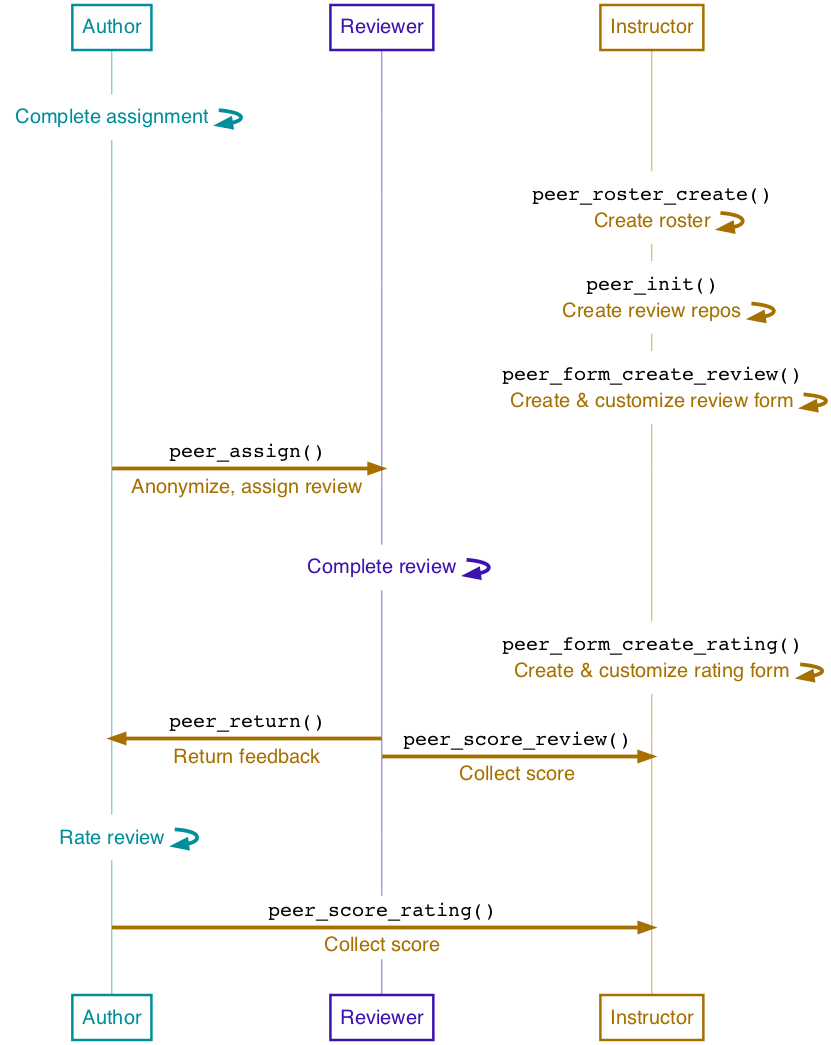 Author
Reviewer
Instructor
Complete assignment
peer_roster_create()
Create roster
peer_init()
Create review repos
peer_form_create_review()
Create & customize review form
peer_assign()
Anonymize, assign review
Complete review
peer_form_create_rating()
Create & customize rating form
peer_return()
Return feedback
peer_score_review()
Collect score
Rate review
peer_score_rating()
Collect score
Author
Reviewer
Instructor